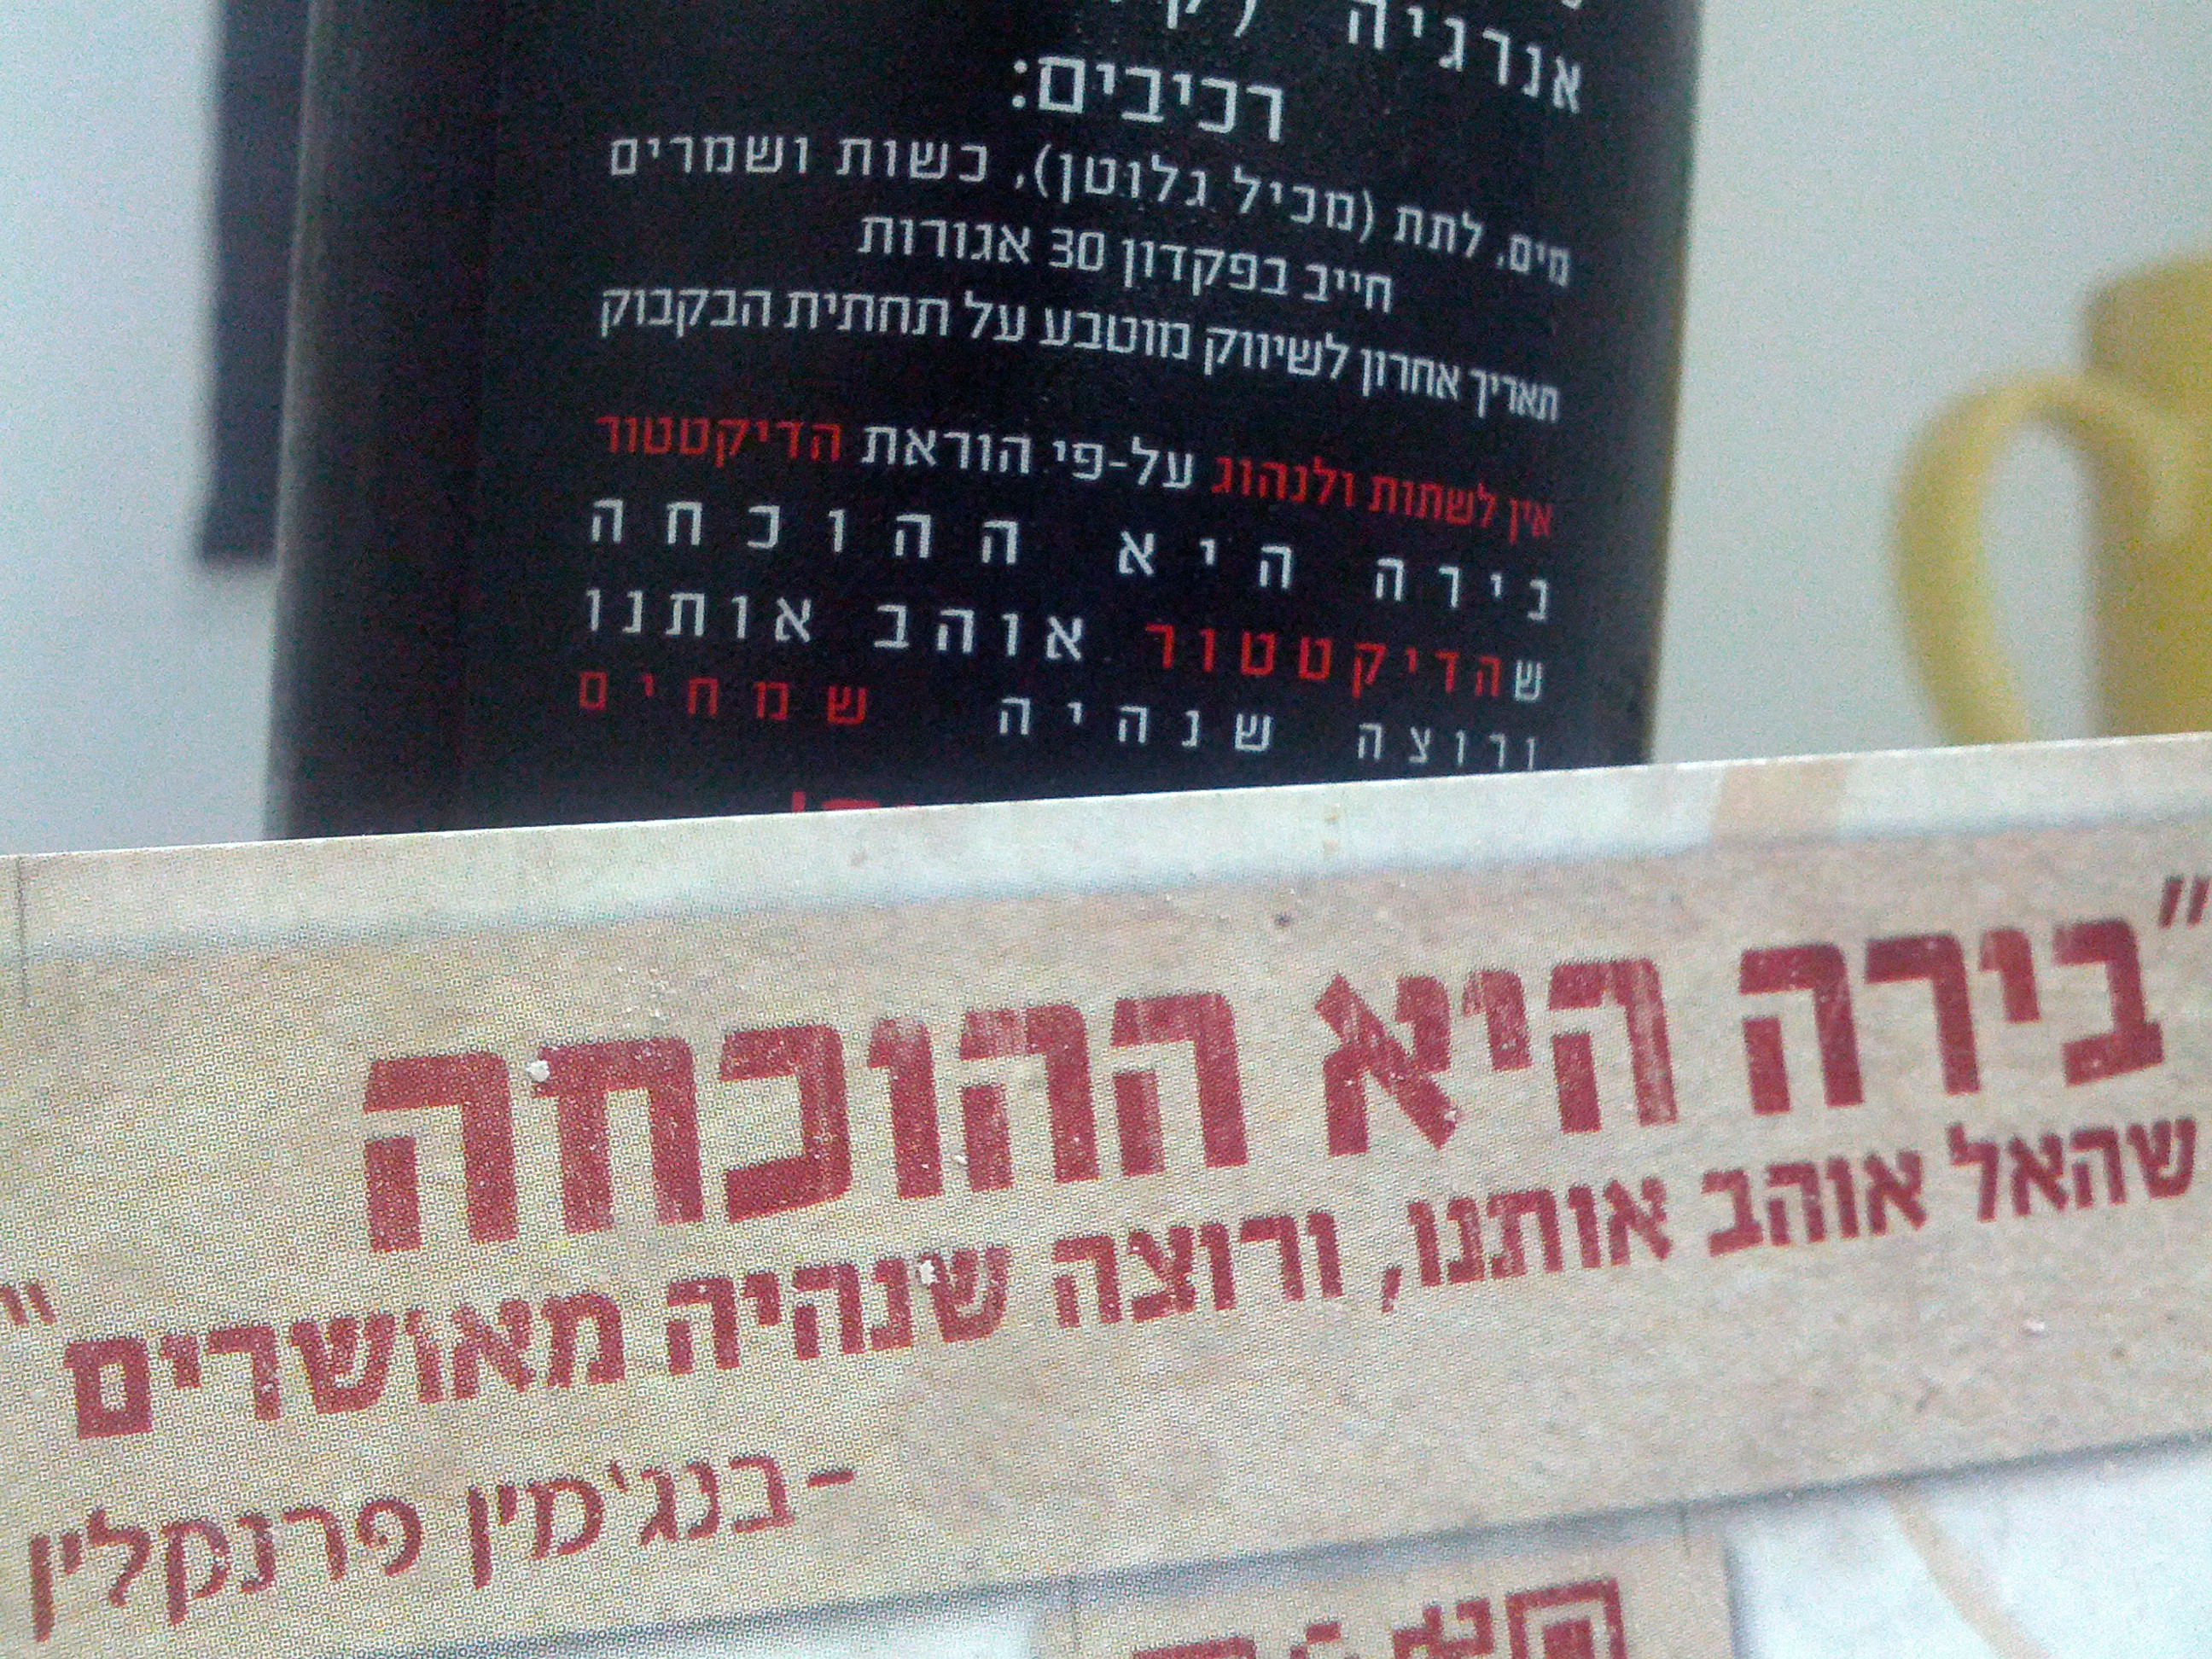 אנרגיה
רכיבים:
מים, לתת (מכיל גלוטן), כשות ושמרים
חייב בפקדון 30 אגורות
תאריך אחרון לשיווק מוטבע על תחתית הבקבוק
אין לשתות ולנהוג על-פי הוראת הדיקטטור
בירה היא ההוכחה
שהדיקטטור אוהב אותנו
ורוצה שנהיה שמחים
"בירה היא ההוכחה
שהאל אוהב אותנו, ורוצה שנהיה מאושרים"
-בנג'מין פרנקלין